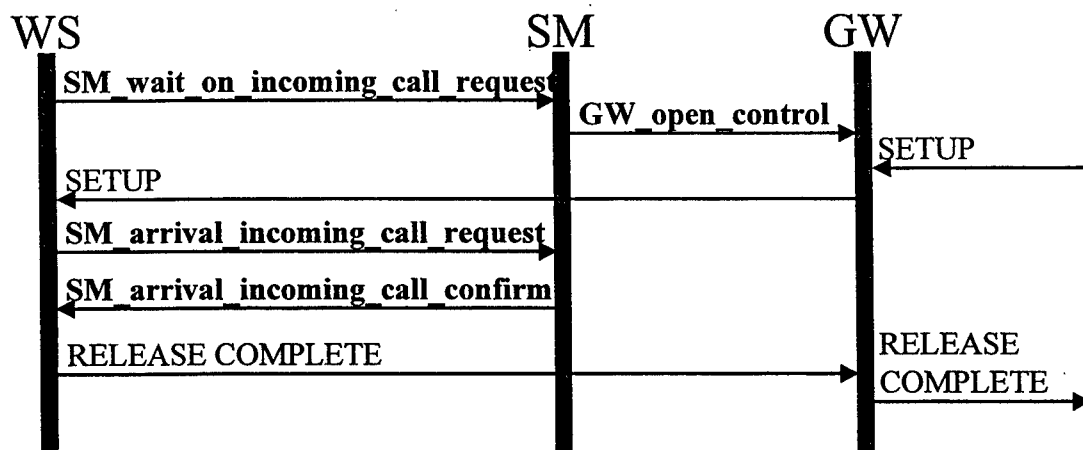 WS SM GW
SM_wait_on_incoming_call_request
GW_open_control
SETUP
SETUP
SM_arrival_incoming_call_request
SM_arrival_incoming_call_confirm
RELEASE COMPLETE
RELEASE
COMPLETE